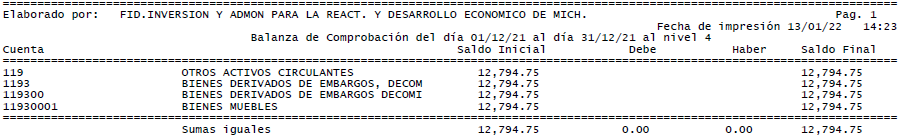 Elaborado por: FID.INVERSION Y ADMON PARA LA REACT. Y DESARROLLO ECONOMICO DE MICH. Pag. 1
Fecha de impresión 13/01/22 14:23
Balanza de Comprobación del día 01/12/21 al día 31/12/21 al nivel 4
Cuenta Saldo Inicial Debe Haber Saldo Final
119 OTROS ACTIVOS CIRCULANTES 12,794.75 12,794.75
1193 BIENES DERIVADOS DE EMBARGOS, DECOM 12,794.75 12,794.75
119300 BIENES DERIVADOS DE EMBARGOS DECOMI 12,794.75 12,794.75
11930001 BIENES MUEBLES 12,794.75 12,794.75
Sumas iguales 12,794.75 0.00 0.00 12,794.75